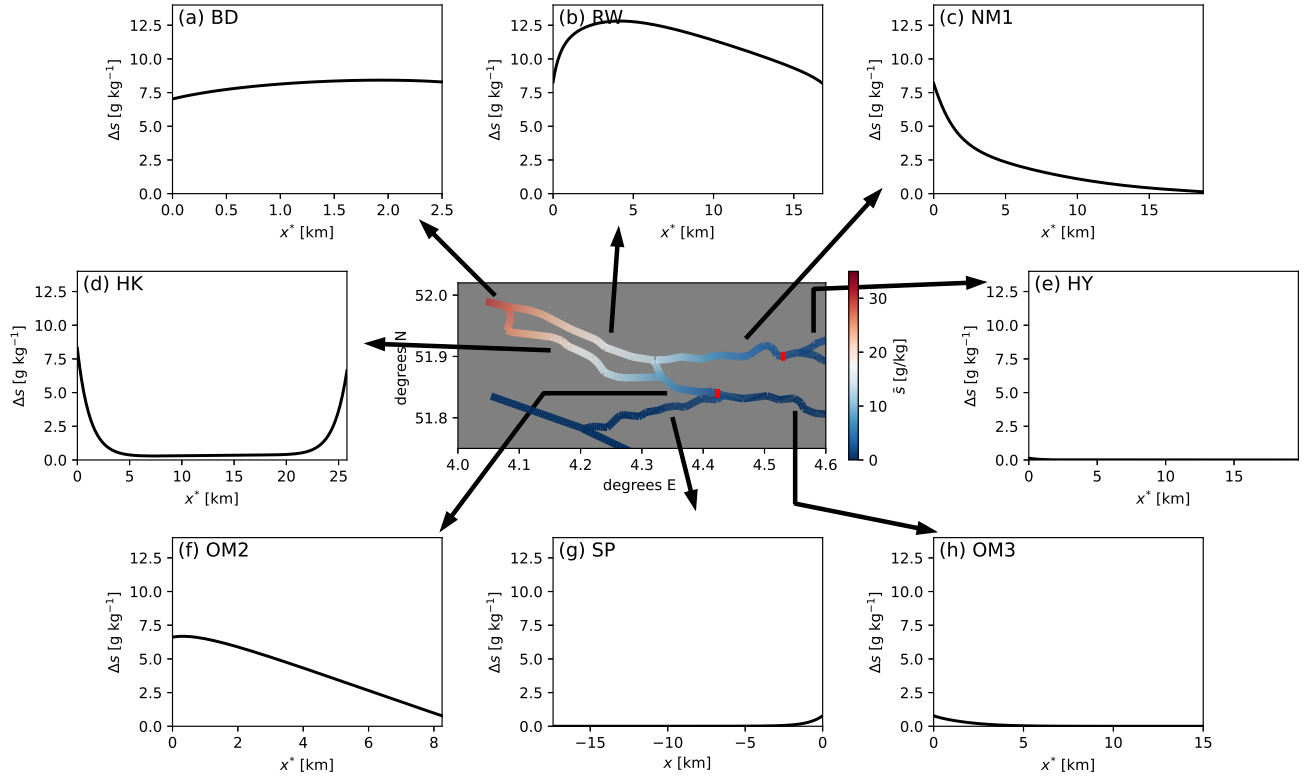 (a) BD
12.5
10.0
7.5
5.0
2.5
0.0
Δs [g kg⁻¹]
0.0 0.5 1.0 1.5 2.0 2.5
x* [km]
(b) RW
12.5
10.0
7.5
5.0
2.5
0.0
Δs [g kg⁻¹]
0 5 10 15
x* [km]
(c) NM1
12.5
10.0
7.5
5.0
2.5
0.0
Δs [g kg⁻¹]
0 5 10 15
x* [km]
(d) HK
12.5
10.0
7.5
5.0
2.5
0.0
Δs [g kg⁻¹]
0 5 10 15 20 25
x* [km]
52.0
51.9
51.8
degrees N
4.0 4.1 4.2 4.3 4.4 4.5 4.6
degrees E
30
20
10
0
s̄ [g/kg]
(e) HY
12.5
10.0
7.5
5.0
2.5
0.0
Δs [g kg⁻¹]
0 5 10 15
x* [km]
(f) OM2
12.5
10.0
7.5
5.0
2.5
0.0
Δs [g kg⁻¹]
0 2 4 6 8
x* [km]
(g) SP
12.5
10.0
7.5
5.0
2.5
0.0
Δs [g kg⁻¹]
−15 −10 −5 0
x [km]
(h) OM3
12.5
10.0
7.5
5.0
2.5
0.0
Δs [g kg⁻¹]
0 5 10 15
x* [km]